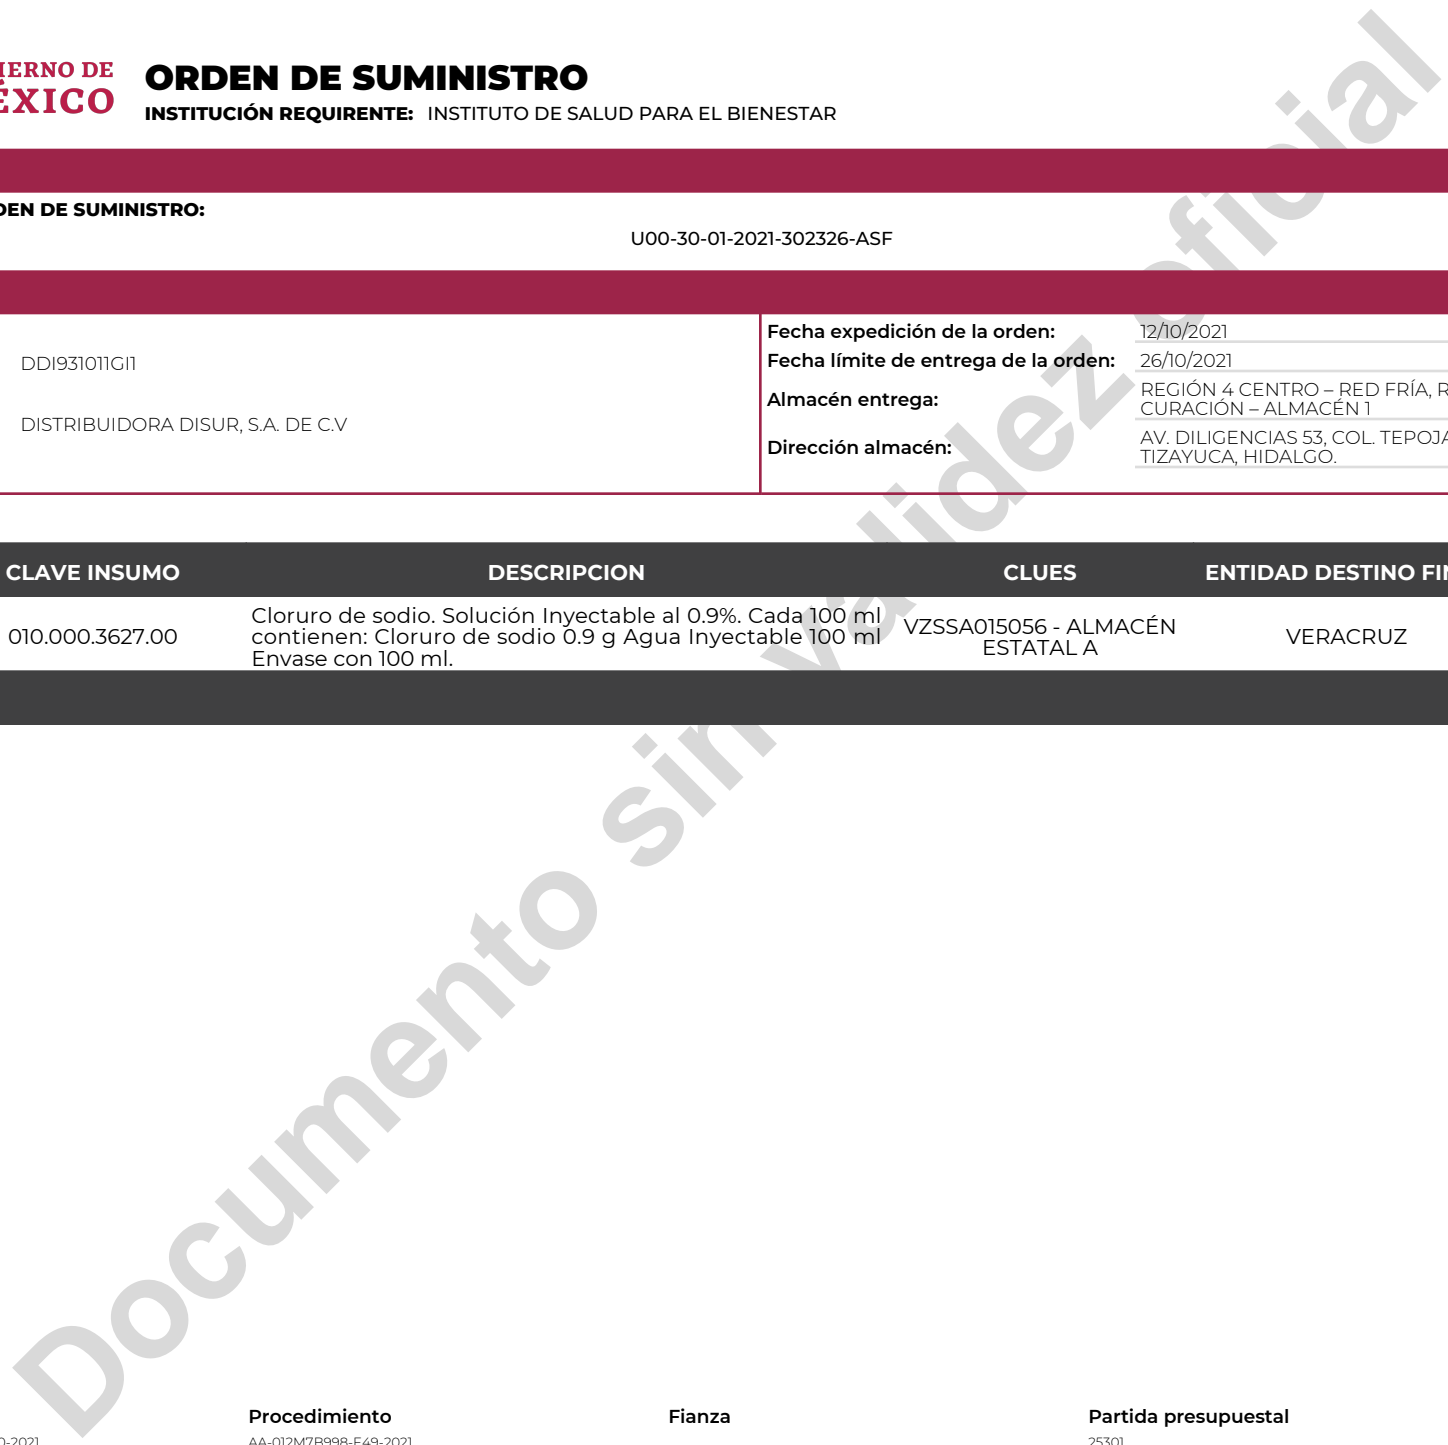 ORDEN DE SUMINISTRO
INSTITUCIÓN REQUIRENTE: INSTITUTO DE SALUD PARA EL BIENESTAR
DE
DE SUMINISTRO:
U00-30-01-2021-302326-ASF
DDI931011GI1
DISTRIBUIDORA DISUR, S.A. DE C.V
Fecha expedición de la orden: 12/10/2021
Fecha límite de entrega de la orden: 26/10/2021
Almacén entrega: REGIÓN 4 CENTRO – RED FRÍA,
CURACIÓN – ALMACÉN 1
Dirección almacén: AV. DILIGENCIAS 53, COL.
TIZAYUCA, HIDALGO.
CLAVE INSUMO DESCRIPCION CLUES ENTIDAD DESTINO
010.000.3627.00
Cloruro de sodio. Solución Inyectable al 0.9%. Cada 100 ml
contienen: Cloruro de sodio 0.9 g Agua Inyectable 100 ml
Envase con 100 ml.
VZSSA015056 - ALMACÉN
ESTATAL A
VERACRUZ
Documento sin validez oficial
Procedimiento Fianza Partida presupuestal
AA-012M7B998-E49-2021 25301